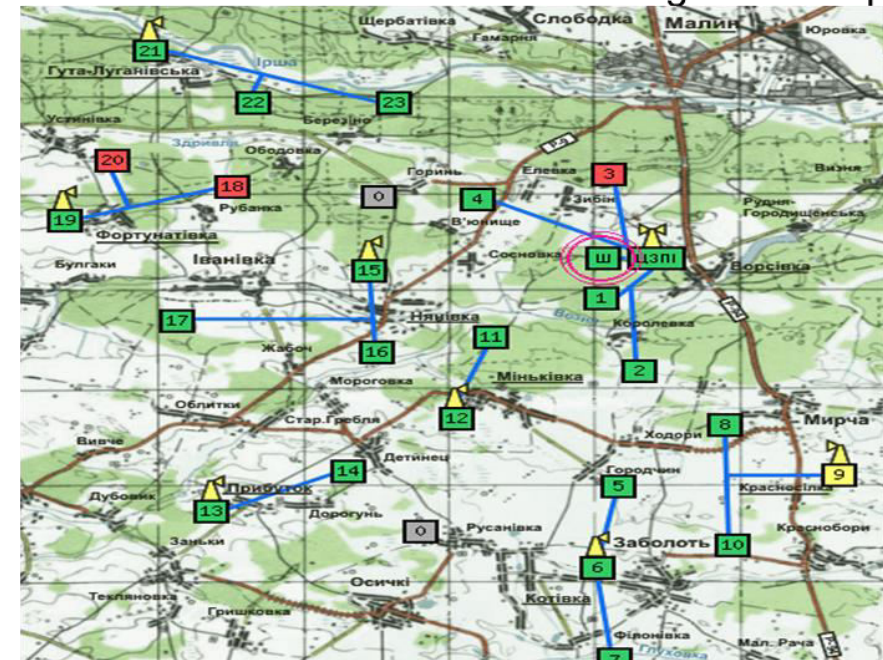 Щербатівка
Слободка
Малин
Юровка
Гамарня
21
Ірша
Гута-Луганівська
22
23
Березіно
Устинівка
Здривля
Ободовка
Р-9
20
18
Горинь
Елевка
3
Визня
0
4
Зибін
19
Рубанка
В'юнище
Рудня-
Городищенська
Фортунатівка
Булгаки
Іванівка
15
Сосновка
Ш
ЦЗПІ
Ворсівка
1
17
Нянівка
Возня
Королевка
11
Жабоч
16
2
Мороговка
Міньківка
Облитки
12
Стар.Гребля
8
Мирча
Вивче
Ходори
Детинец
14
Городчин
9
Прибуток
5
Красносілка
Дубовик
13
Дорогунь
0
Русанівка
Заболоть
10
Краснобори
Заньки
6
Текляновка
Осичкі
Гришковка
Котівка
Філонівка
7
Глуховка
Мал. Рача